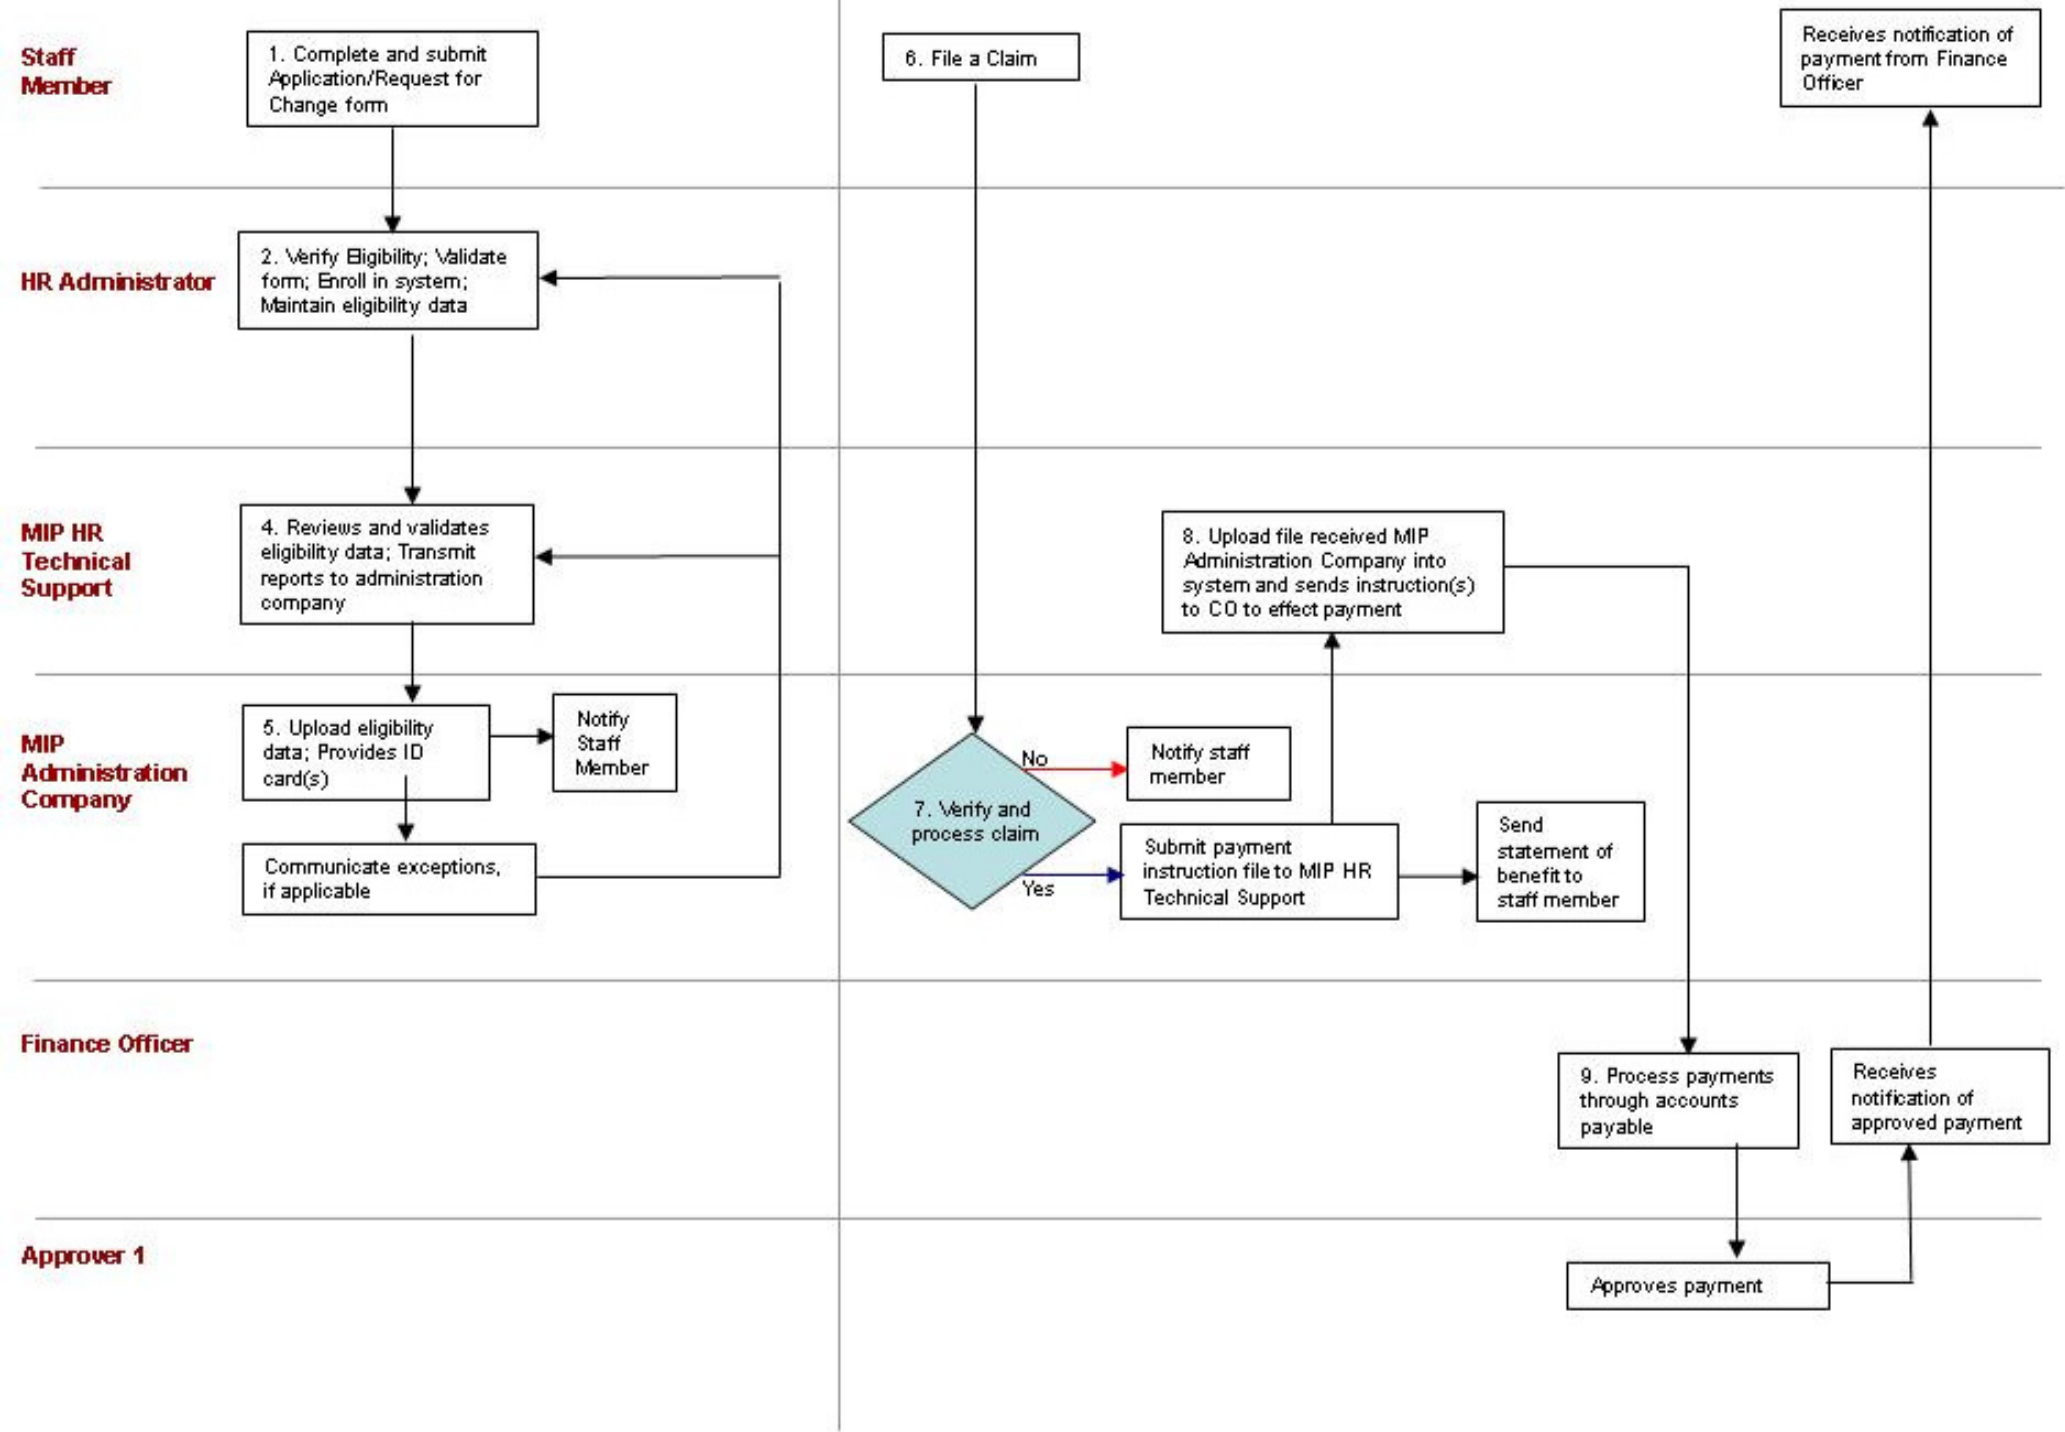 Staff
Member
1. Complete and submit
Application/Request for
Change form
6. File a Claim
Receives notification of
payment from Finance
Officer
HR Administrator
2. Verify Eligibility; Validate
form; Enroll in system;
Maintain eligibility data
MIP HR
Technical
Support
4. Reviews and validates
eligibility data; Transmit
reports to administration
company
8. Upload file received MIP
Administration Company into
system and sends instruction(s)
to CO to effect payment
MIP
Administration
Company
5. Upload eligibility
data; Provides ID
card(s)
Notify
Staff
Member
Communicate exceptions,
if applicable
7. Verify and
process claim
No
Notify staff
member
Yes
Submit payment
instruction file to MIP HR
Technical Support
Send
statement of
benefit to
staff member
Finance Officer
9. Process payments
through accounts
payable
Receives
notification of
approved payment
Approver 1
Approves payment